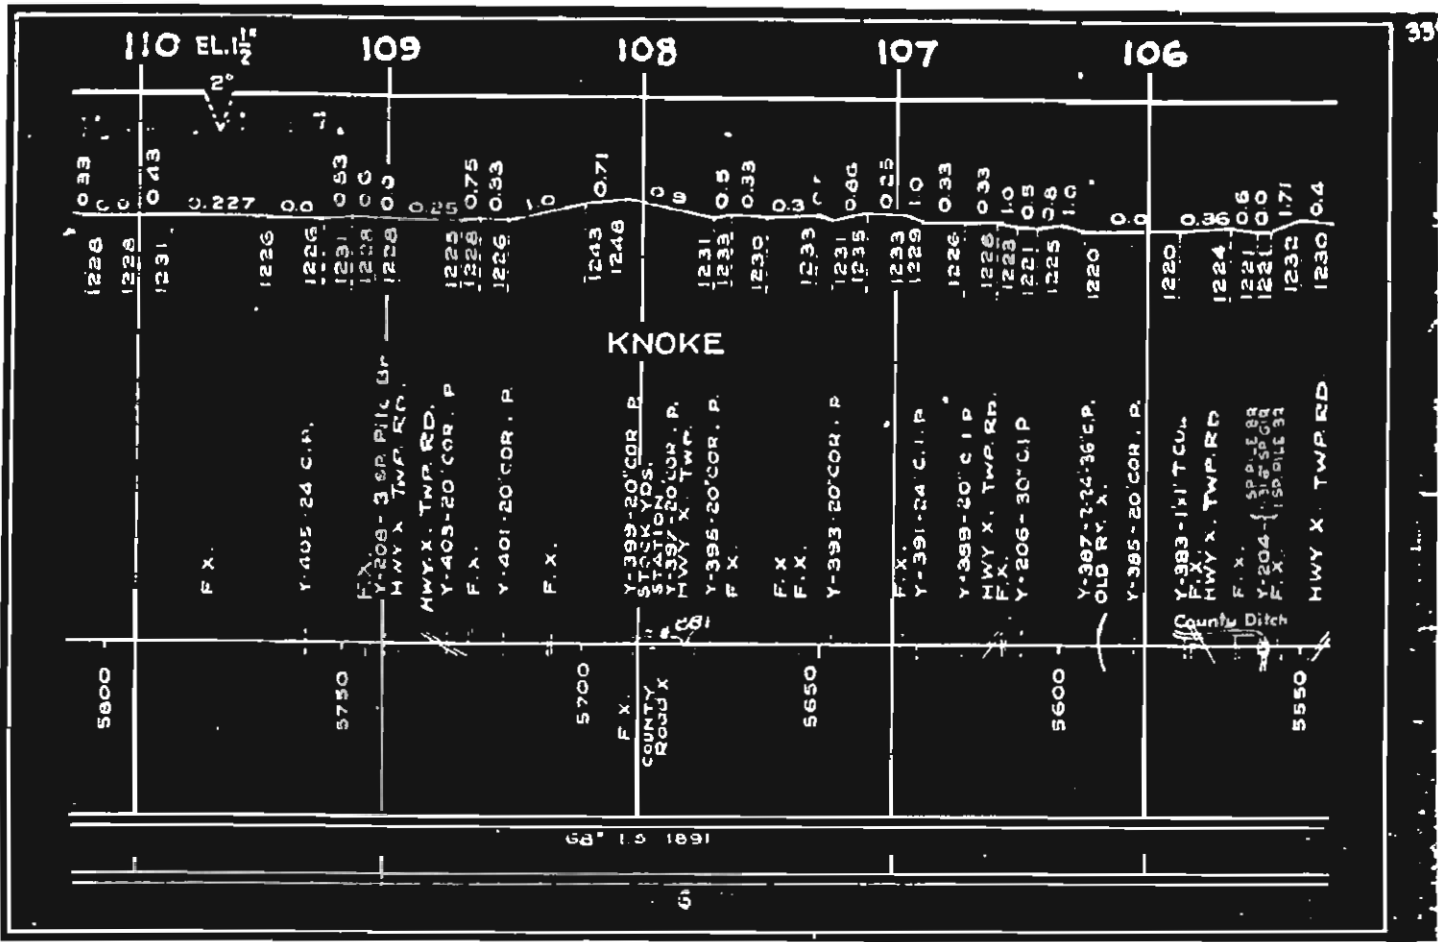 110 EL.1½ 109 108 107 106
2°
0.33 0.43 0.227 0.0 0.83 0.0 0.0 0.25 0.75 0.33 1.0 0.71 0.5 0.33 0.3 0.66 0.25 1.0 0.33 0.33 1.0 0.5 0.8 1.0 0.0 0.36 0.6 0.0 1.71 0.4
1228 1228 1231 1226 1226 1231 1228 1228 1225 1228 1226 1243 1248 1231 1233 1230 1233 1231 1235 1233 1229 1226 1228 1223 1221 1225 1220 1220 1224 1221 1221 1232 1230
KNOKE
F.X.
Y-405-24 C.I.P.
F.X.
Y-208-3 SP. Pile Br
HWY X TWP. RD.
HWY. X. TWP. RD.
Y-403-20" COR. P
F.X.
Y-401-20" COR. P.
F.X.
Y-399-20" COR P.
STOCK YDS.
STATION
Y-397-20" COR. P.
HWY X. TWP.
Y-395-20" COR. P.
F X.
F X.
F X.
Y-393-20" COR. P
F.X.
Y-391-24" C.I.P
Y-389-20" C I P
HWY X. TWP. RD.
F.X.
Y-206-30" C I P
Y-387-2-24"-36" C.P.
OLD RY. X.
Y-385-20" COR. P.
Y-383-1'x1' T CUL
F.X.
HWY X. TWP. RD
F.X.
Y-204-
F.X.
HWY X. TWP. RD
881
County Ditch
5800 5750 5700 5650 5600 5550
F X.
COUNTY
ROAD X
68" I.S 1891
6